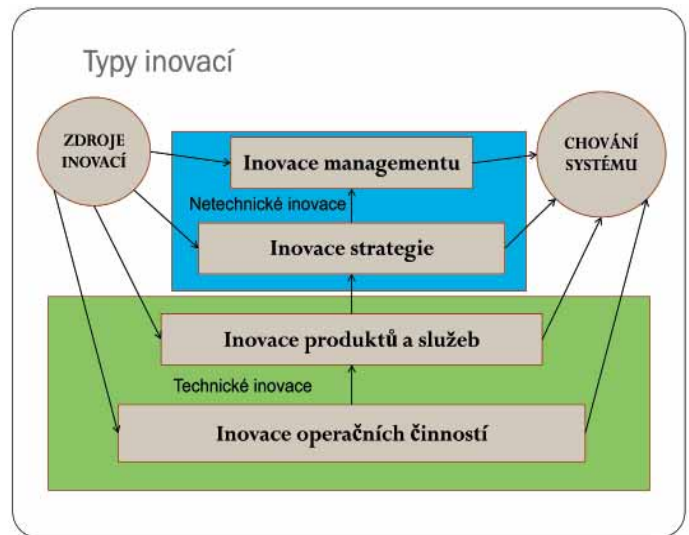 Typy inovací
ZDROJE
INOVACÍ
CHOVÁNÍ
SYSTÉMU
Inovace managementu
Netechnické inovace
Inovace strategie
Inovace produktů a služeb
Technické inovace
Inovace operačních činností